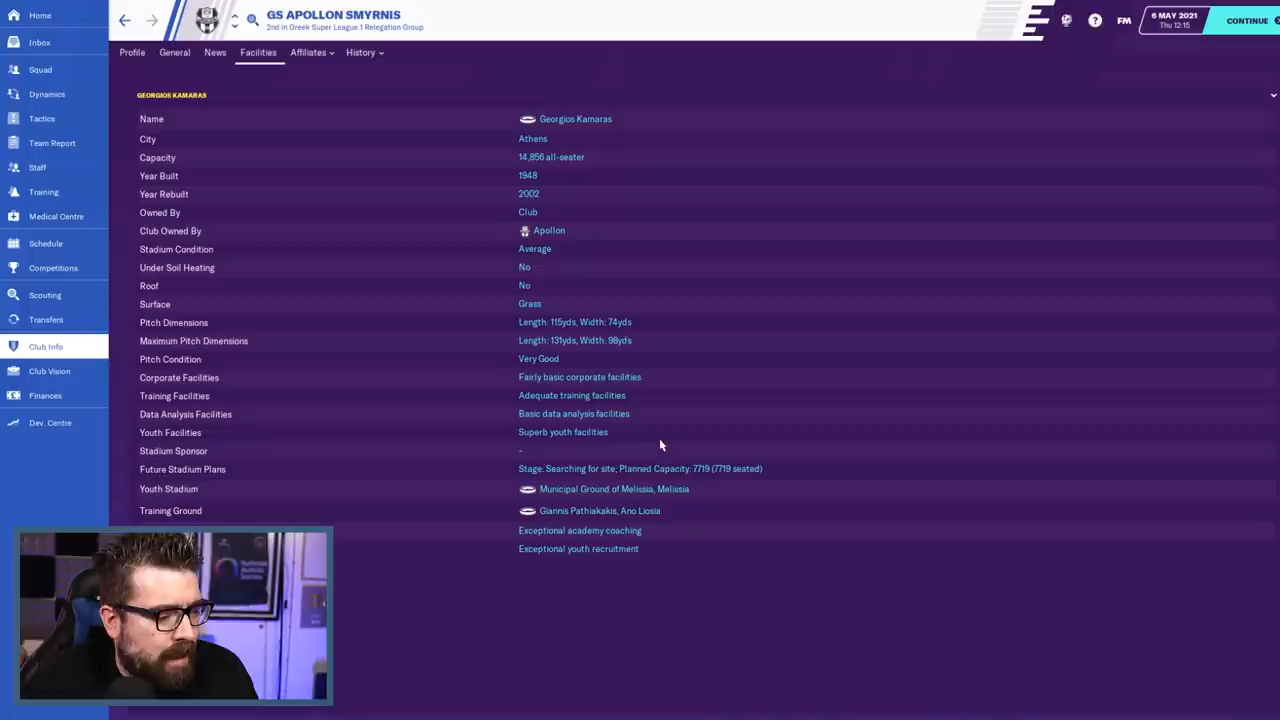 Home
Inbox
Squad
Dynamics
Tactics
Team Report
Staff
Training
Medical Centre
Schedule
Competitions
Scouting
Transfers
Club Info
Club Vision
Finances
Dev. Centre
GS APOLLON SMYRNIS
2nd in Greek Super League 1 Relegation Group
FM
6 MAY 2021
Thu 12:15
CONTINUE
Profile General News Facilities Affiliates History
GEORGIOS KAMARAS
Name Georgios Kamaras
City Athens
Capacity 14,856 all-seater
Year Built 1948
Year Rebuilt 2002
Owned By Club
Club Owned By Apollon
Stadium Condition Average
Under Soil Heating No
Roof No
Surface Grass
Pitch Dimensions Length: 115yds, Width: 74yds
Maximum Pitch Dimensions Length: 131yds, Width: 98yds
Pitch Condition Very Good
Corporate Facilities Fairly basic corporate facilities
Training Facilities Adequate training facilities
Data Analysis Facilities Basic data analysis facilities
Youth Facilities Superb youth facilities
Stadium Sponsor -
Future Stadium Plans Stage: Searching for site; Planned Capacity: 7719 (7719 seated)
Youth Stadium Municipal Ground of Melissia, Melissia
Training Ground Giannis Pathiakakis, Ano Liosia
Exceptional academy coaching
Exceptional youth recruitment